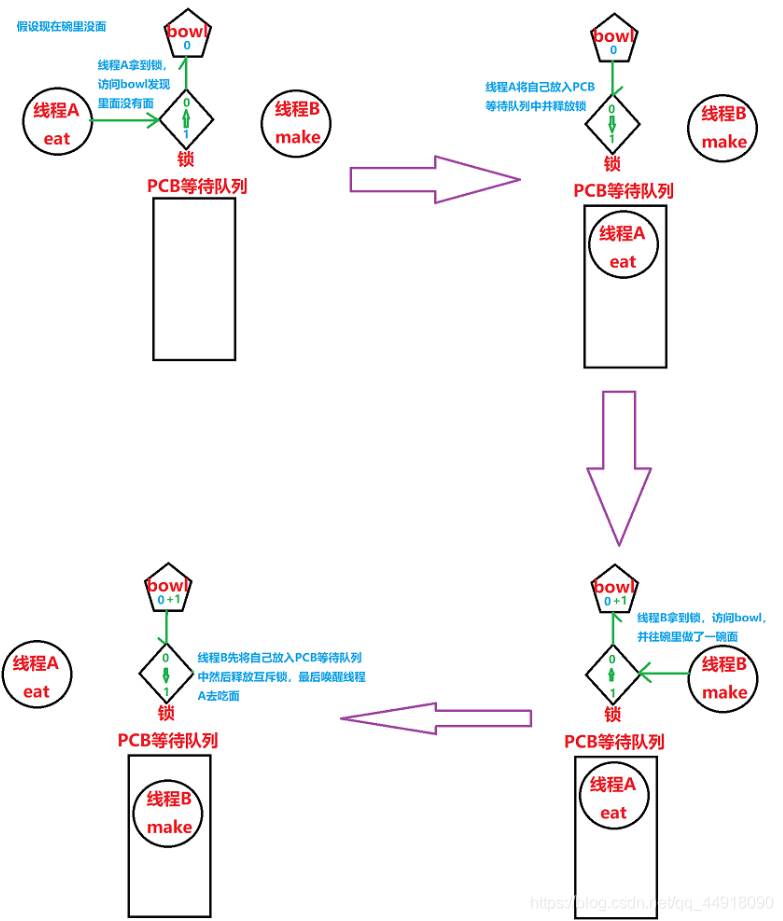 假设现在碗里没面
bowl
0
线程A拿到锁，
访问bowl发现
里面没有面
线程A
eat
0
1
锁
线程B
make
PCB等待队列
bowl
0
线程A将自己放入PCB
等待队列中并释放锁
0
1
锁
线程B
make
PCB等待队列
线程A
eat
bowl
0+1
线程B拿到锁，访问bowl，
并往碗里做了一碗面
0
1
锁
线程B
make
PCB等待队列
线程A
eat
bowl
0+1
线程A
eat
0
1
锁
线程B先将自己放入PCB等待队列
中然后释放互斥锁，最后唤醒线程
A去吃面
PCB等待队列
线程B
make
https://blog.csdn.net/qq_44918090